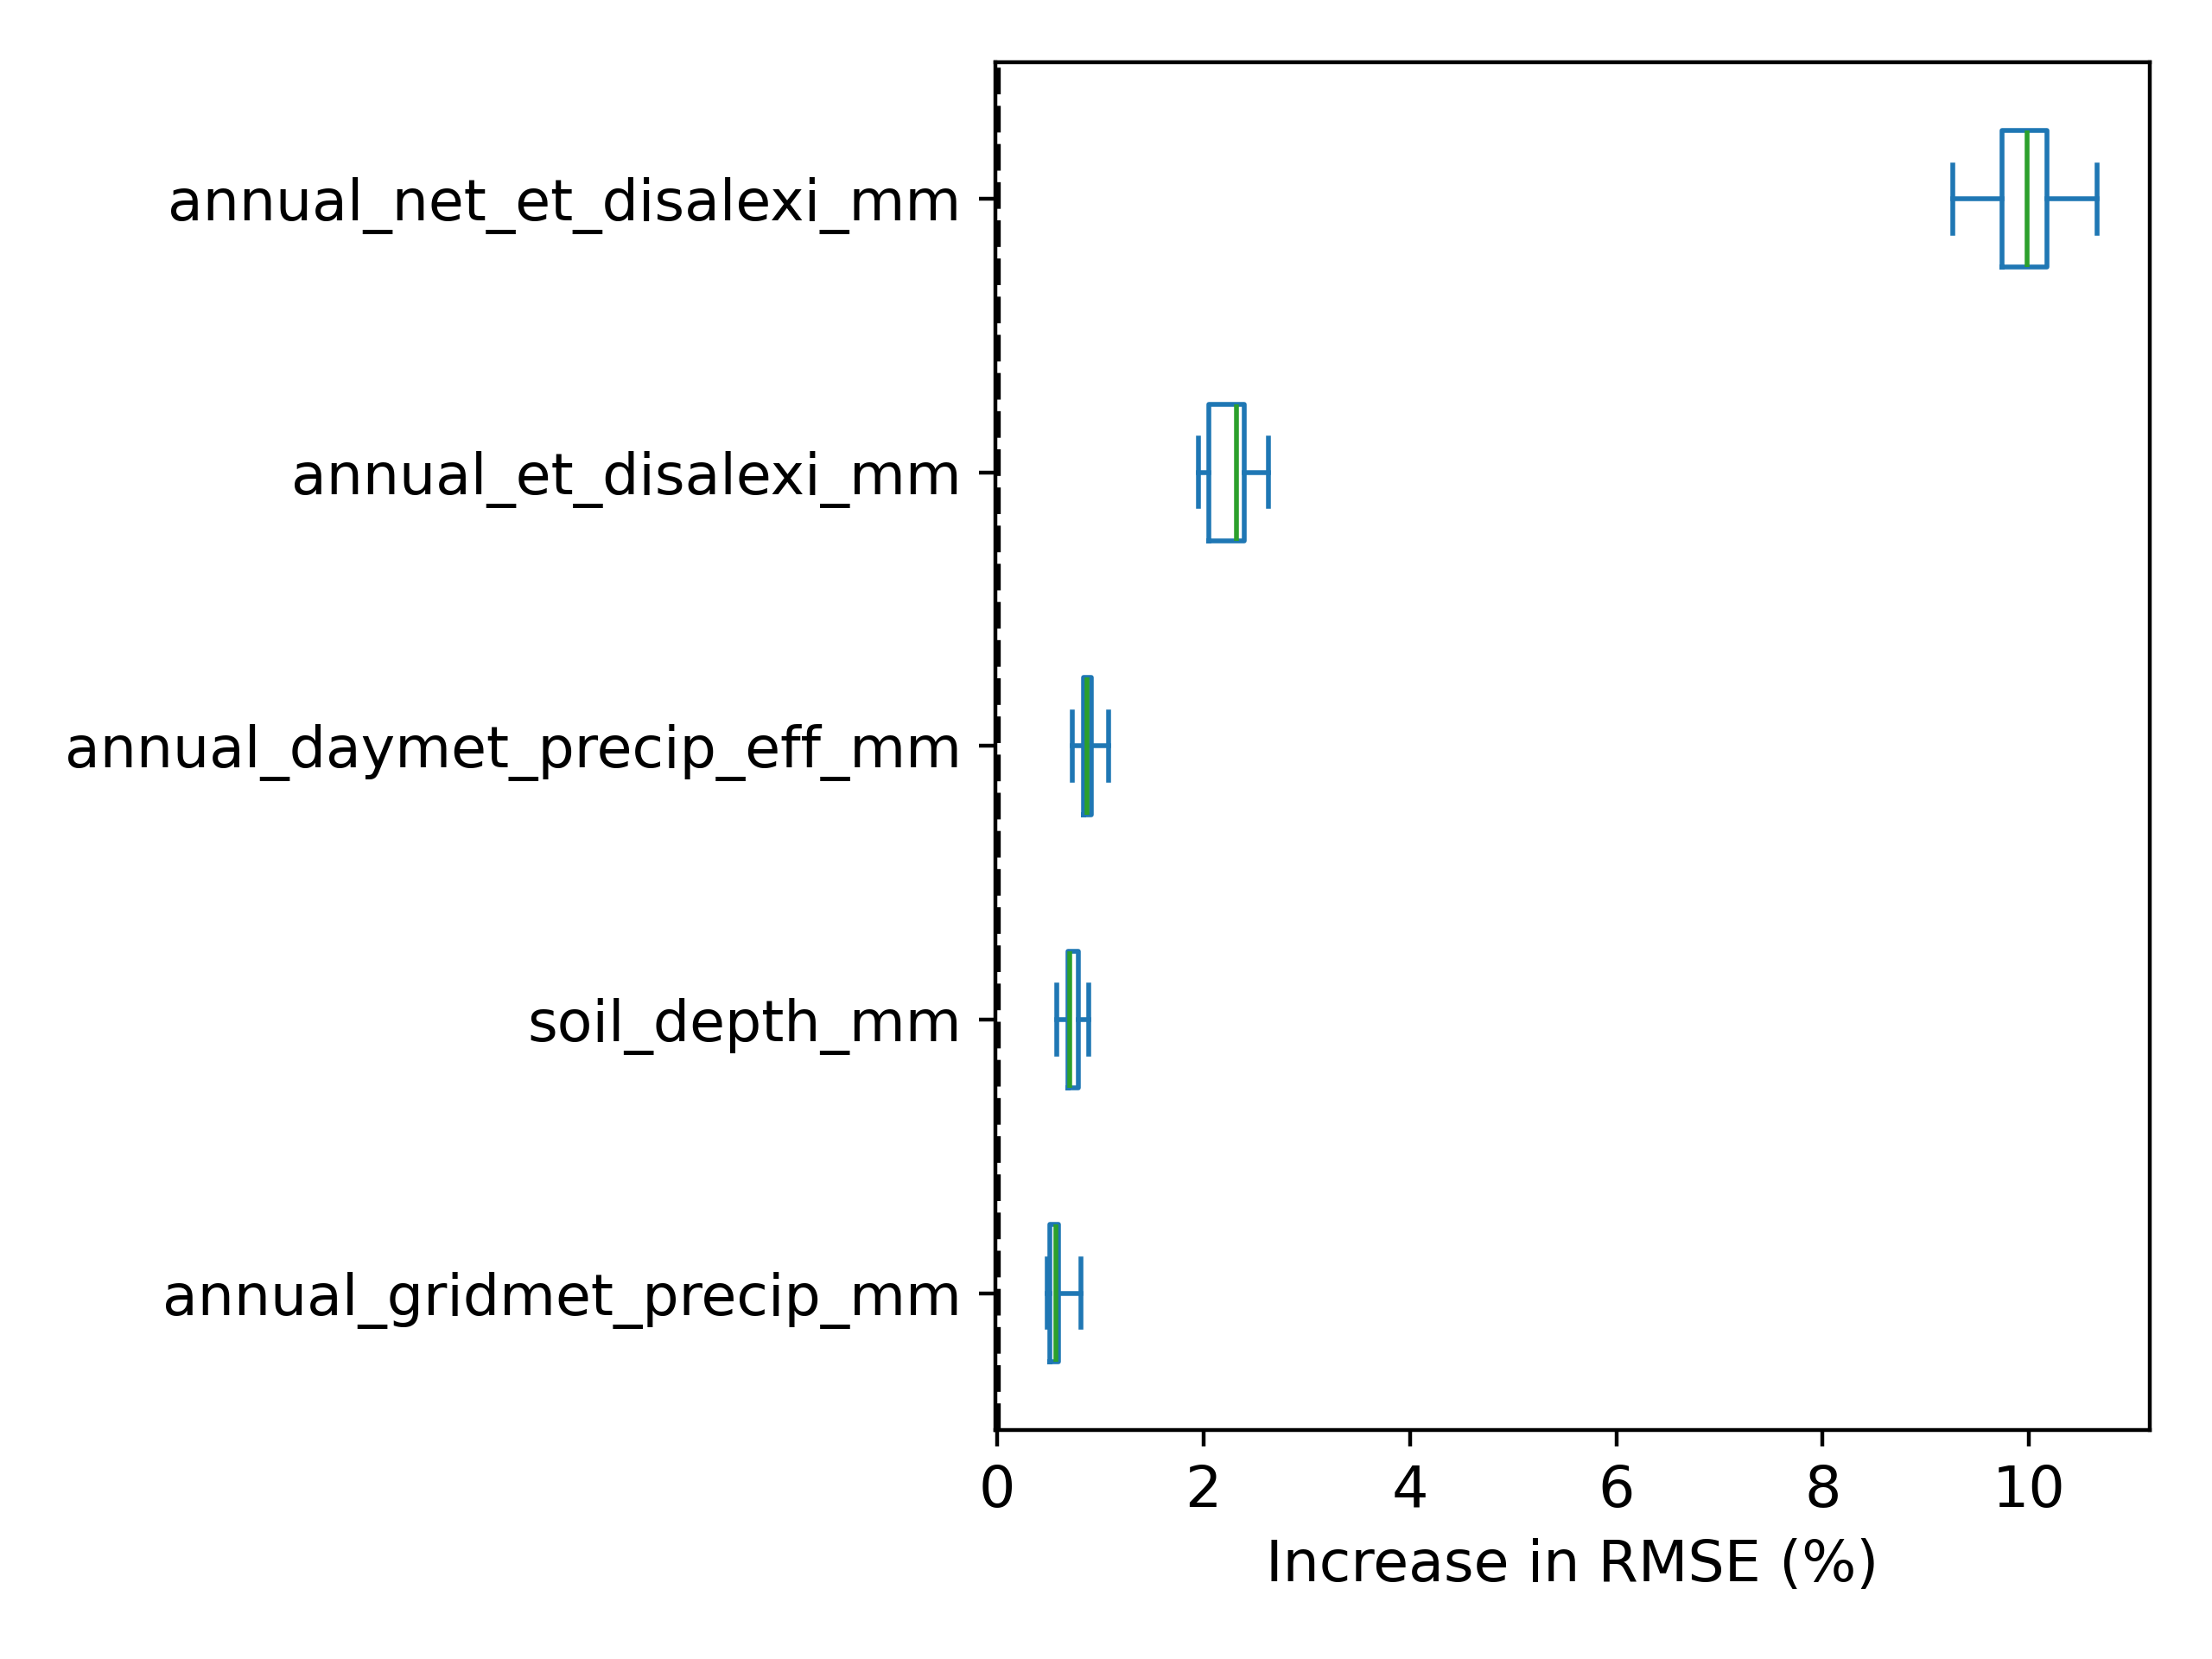 annual_net_et_disalexi_mm
annual_et_disalexi_mm
annual_daymet_precip_eff_mm
soil_depth_mm
annual_gridmet_precip_mm
0 2 4 6 8 10
Increase in RMSE (%)